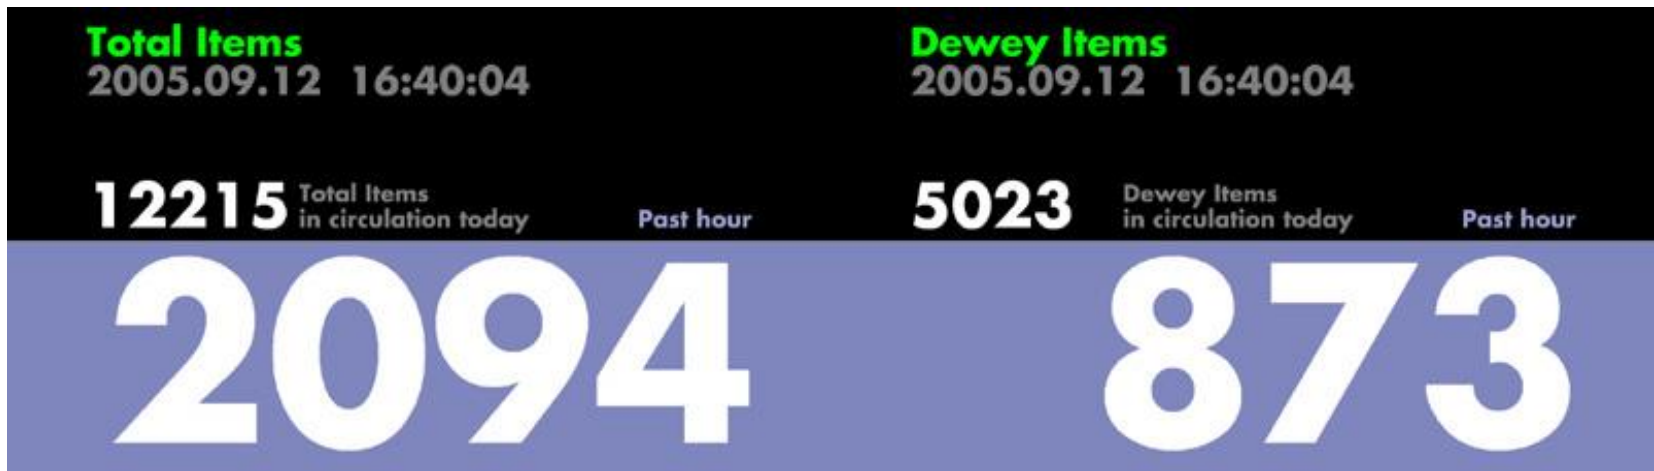 Total Items
2005.09.12 16:40:04
12215 Total Items
in circulation today
Past hour
2094
Dewey Items
2005.09.12 16:40:04
5023 Dewey Items
in circulation today
Past hour
873